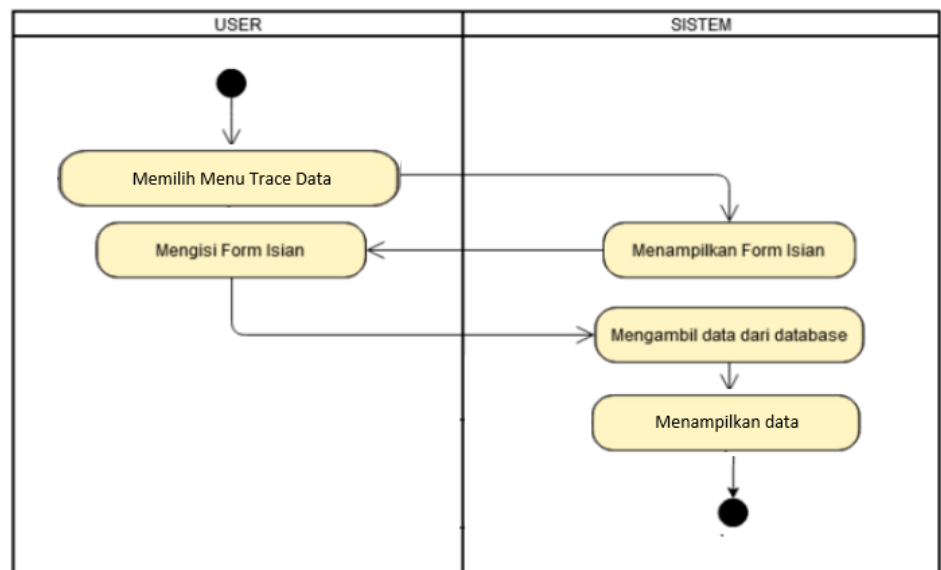 USER
SISTEM
Memilih Menu Trace Data
Mengisi Form Isian
Menampilkan Form Isian
Mengambil data dari database
Menampilkan data